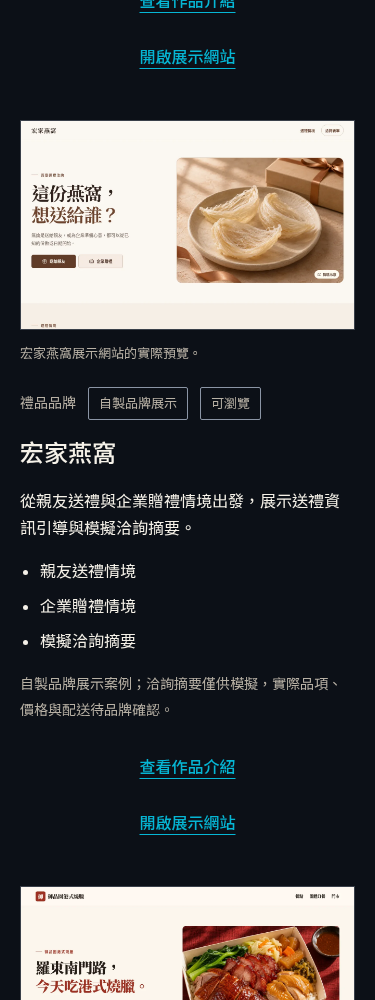 查看作品介紹
開啟展示網站
宏家燕窩
這份燕窩，
想送給誰？
宏家燕窩展示網站的實際預覽。
禮品品牌 自製品牌展示 可瀏覽
宏家燕窩
從親友送禮與企業贈禮情境出發，展示送禮資
訊引導與模擬洽詢摘要。
親友送禮情境
企業贈禮情境
模擬洽詢摘要
自製品牌展示案例；洽詢摘要僅供模擬，實際品項、
價格與配送待品牌確認。
查看作品介紹
開啟展示網站
羅東南門路，
今天吃港式燒臘。